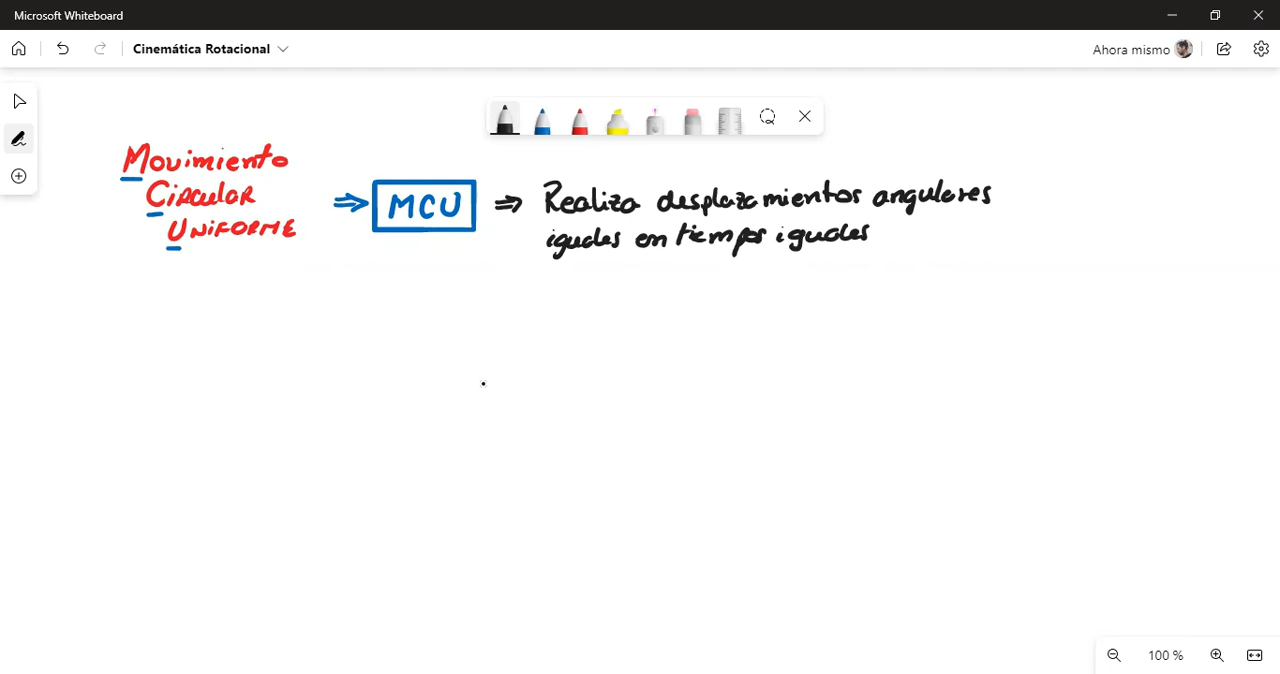 Microsoft Whiteboard
Cinemática Rotacional
Ahora mismo
Movimiento
Circular
Uniforme
⇒ MCU ⇒ Realiza desplazamientos angulares
iguales en tiempos iguales
100 %